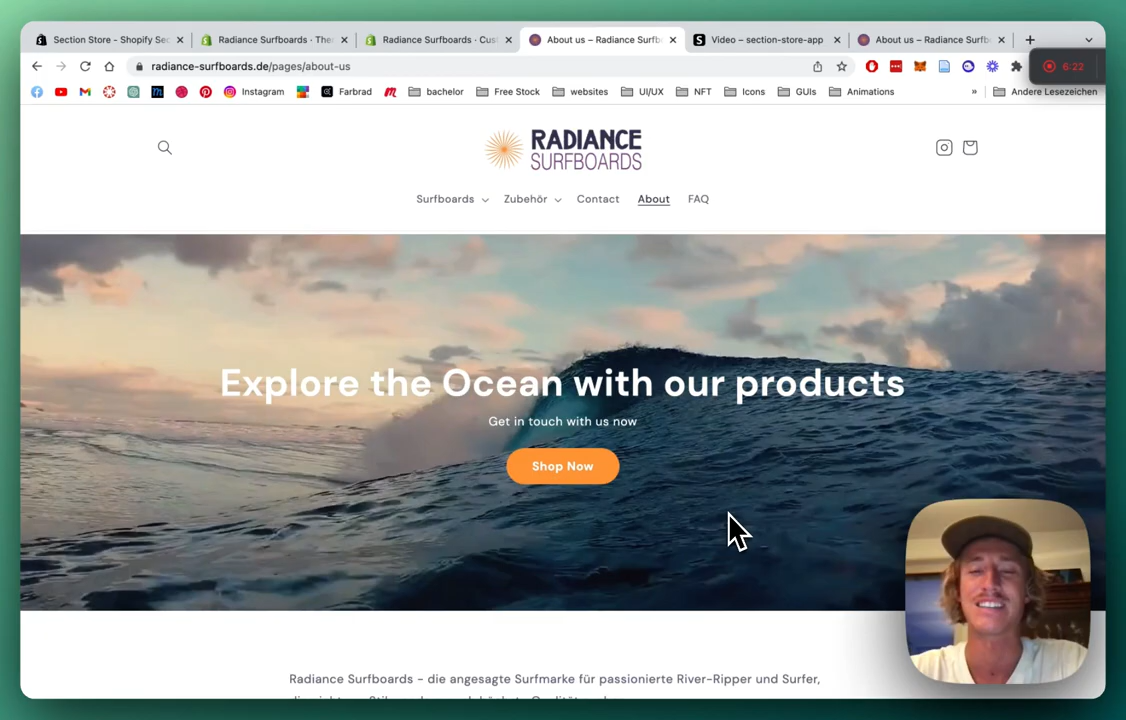 Section Store - Shopify Sec
Radiance Surfboards · The
Radiance Surfboards · Cus
About us – Radiance Surfb
Video – section-store-app
About us – Radiance Surfb
radiance-surfboards.de/pages/about-us
6:22
Instagram
Farbrad
bachelor
Free Stock
websites
UI/UX
NFT
Icons
GUIs
Animations
»
Andere Lesezeichen
RADIANCE
SURFBOARDS
Surfboards
Zubehör
Contact
About
FAQ
Explore the Ocean with our products
Get in touch with us now
Shop Now
Radiance Surfboards – die angesagte Surfmarke für passionierte River-Ripper und Surfer,